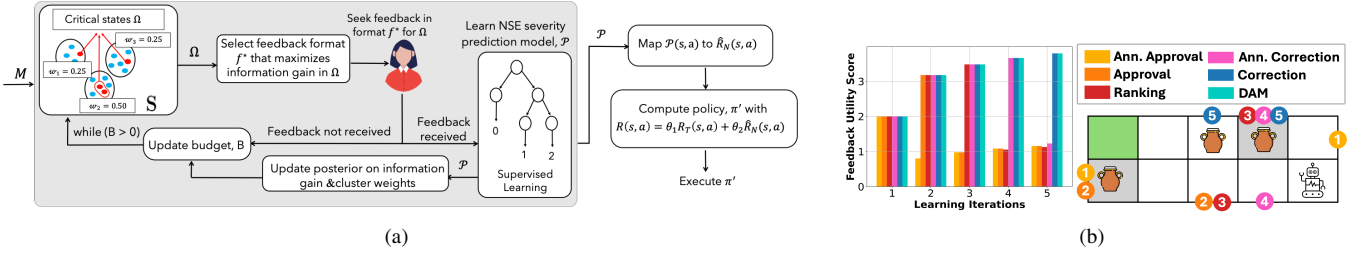 Critical states Ω
w₃ = 0.25
w₁ = 0.25
w₂ = 0.50
S
M
Ω
Select feedback format
f* that maximizes
information gain in Ω
Seek feedback in
format f* for Ω
Learn NSE severity
prediction model, 𝒫
0
1 2
Supervised
Learning
Feedback not received
Feedback
received
while (B > 0)
Update budget, B
Update posterior on information
gain &cluster weights
𝒫
𝒫
Map 𝒫(s, a) to R̂_N(s, a)
Compute policy, π′ with
R(s, a) = θ₁R_T(s, a) + θ₂R̂_N(s, a)
Execute π′
(a)
Feedback Utility Score
3
2
1
0
1 2 3 4 5
Learning Iterations
Ann. Approval
Approval
Ranking
Ann. Correction
Correction
DAM
5 3 4 5
1
1
2
2 3 4
(b)